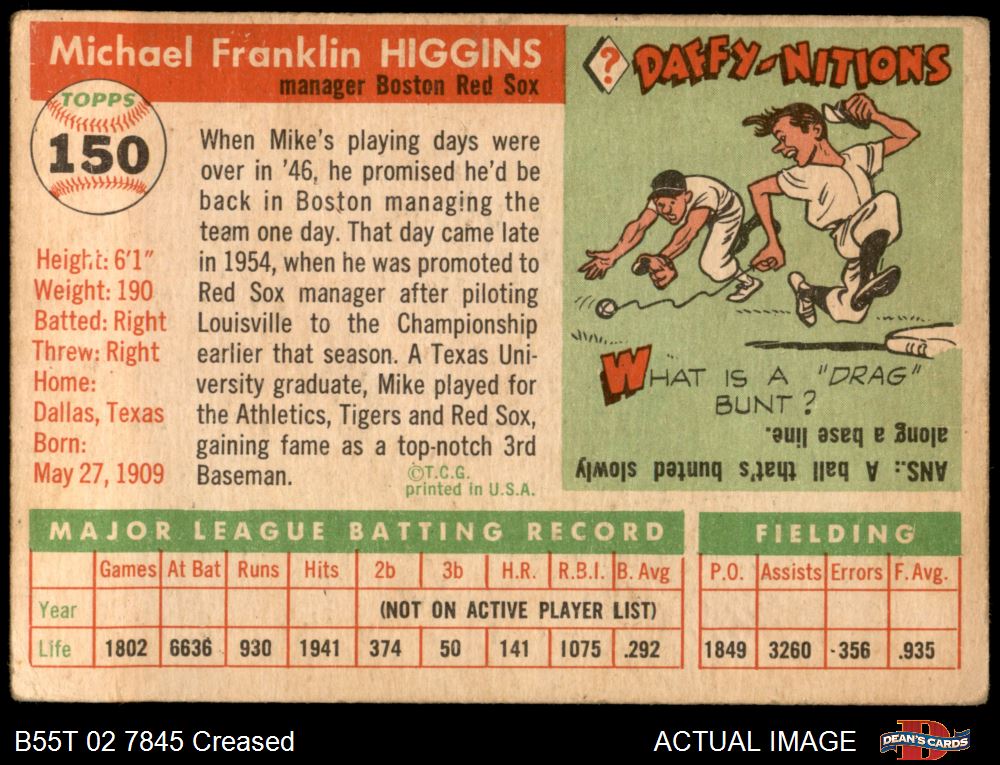 Michael Franklin HIGGINS
manager Boston Red Sox
TOPPS
150
Height: 6'1"
Weight: 190
Batted: Right
Threw: Right
Home:
Dallas, Texas
Born:
May 27, 1909
When Mike's playing days were
over in '46, he promised he'd be
back in Boston managing the
team one day. That day came late
in 1954, when he was promoted to
Red Sox manager after piloting
Louisville to the Championship
earlier that season. A Texas Uni-
versity graduate, Mike played for
the Athletics, Tigers and Red Sox,
gaining fame as a top-notch 3rd
Baseman.
©T.C.G.
printed in U.S.A.
?
DAFFY-NITIONS
WHAT IS A "DRAG"
BUNT?
ANS.: A ball that's bunted slowly
along a base line.
MAJOR LEAGUE BATTING RECORD
Games At Bat Runs Hits 2b 3b H.R. R.B.I. B. Avg
Year (NOT ON ACTIVE PLAYER LIST)
Life 1802 6636 930 1941 374 50 141 1075 .292
FIELDING
P.O. Assists Errors F. Avg.
1849 3260 356 .935
B55T 02 7845 Creased
ACTUAL IMAGE
D
DEAN'S CARDS